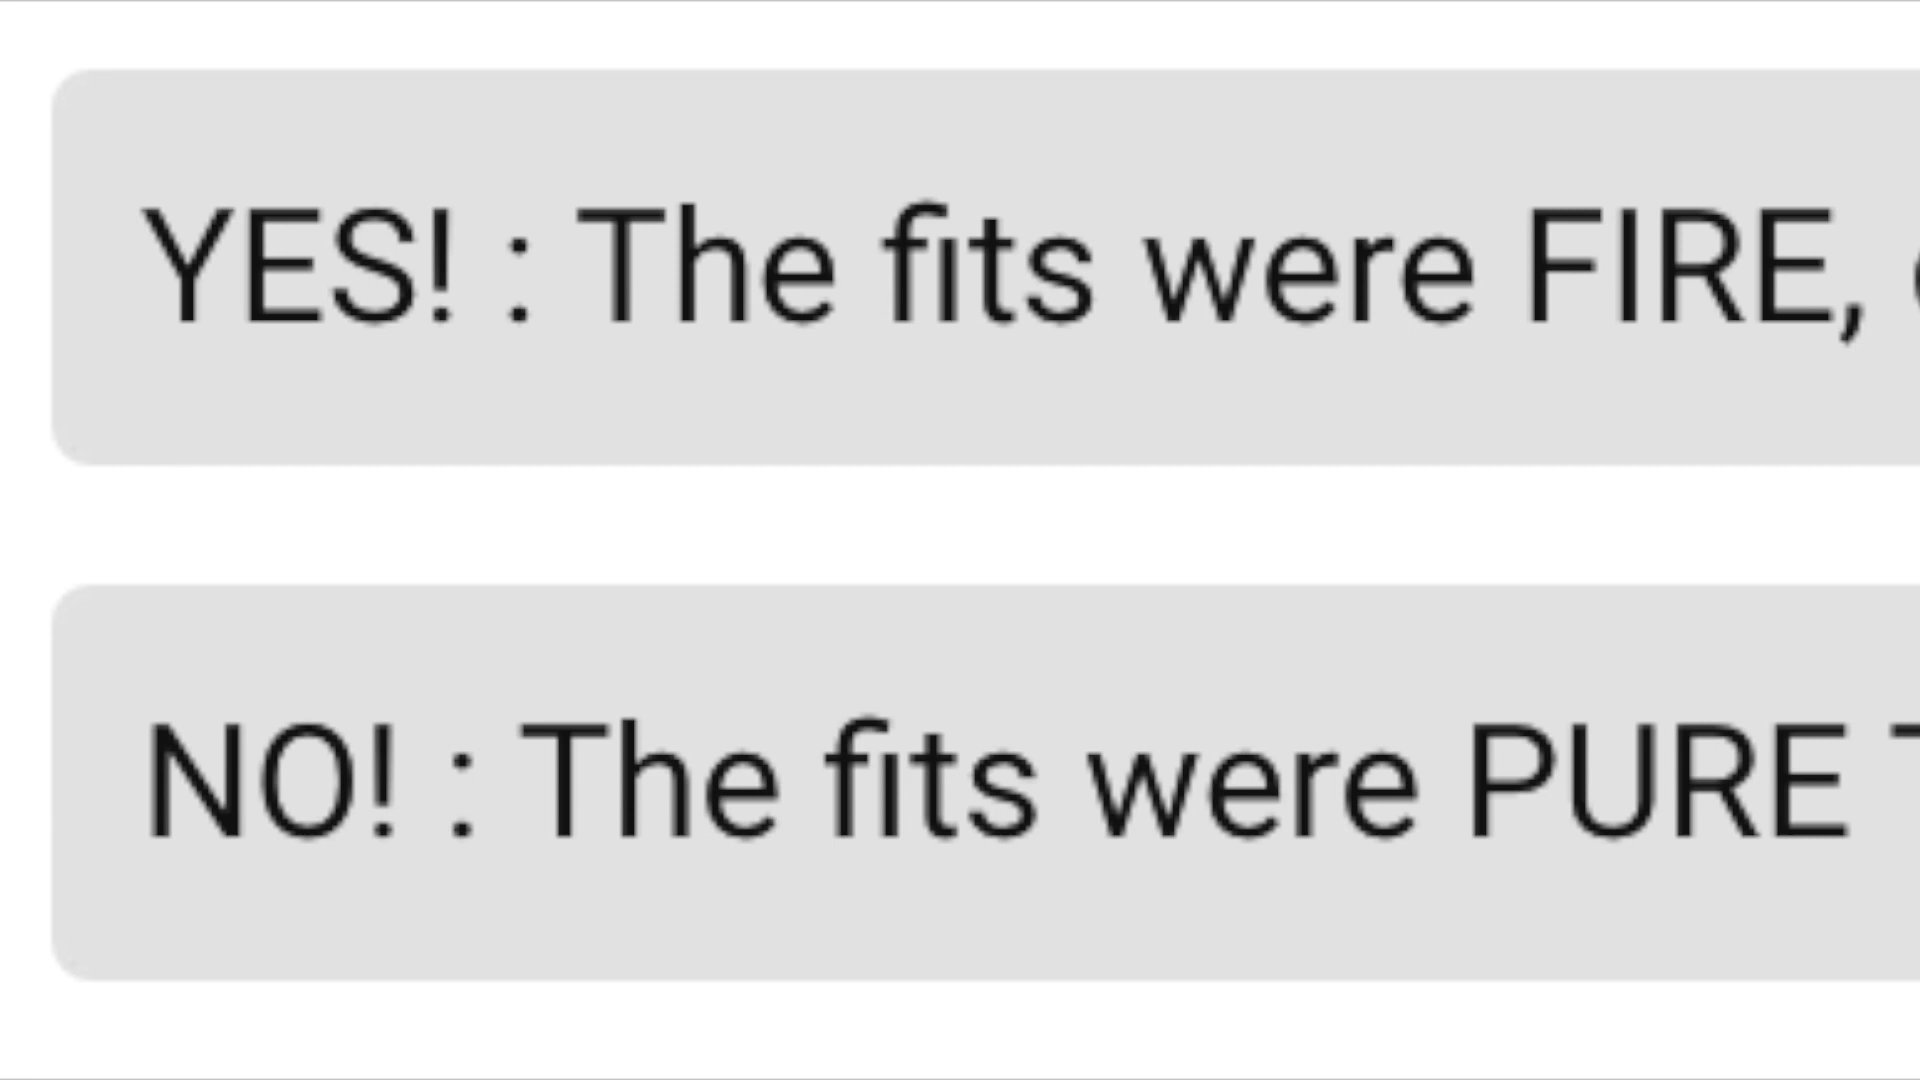 YES! : The fits were FIRE,
NO! : The fits were PURE